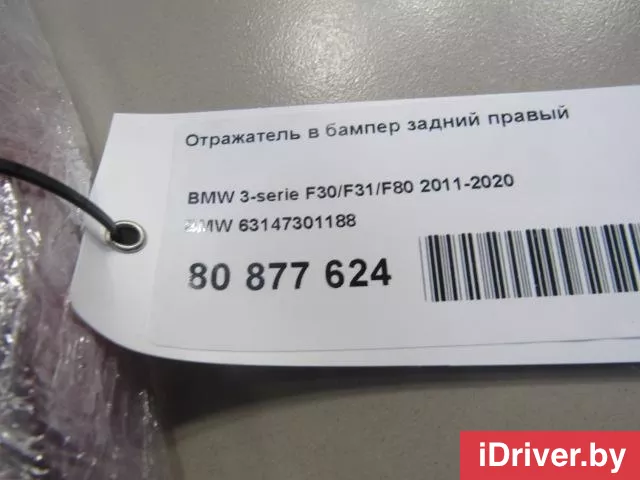 Отражатель в бампер задний правый
BMW 3-serie F30/F31/F80 2011-2020
BMW 63147301188
80 877 624
iDriver.by